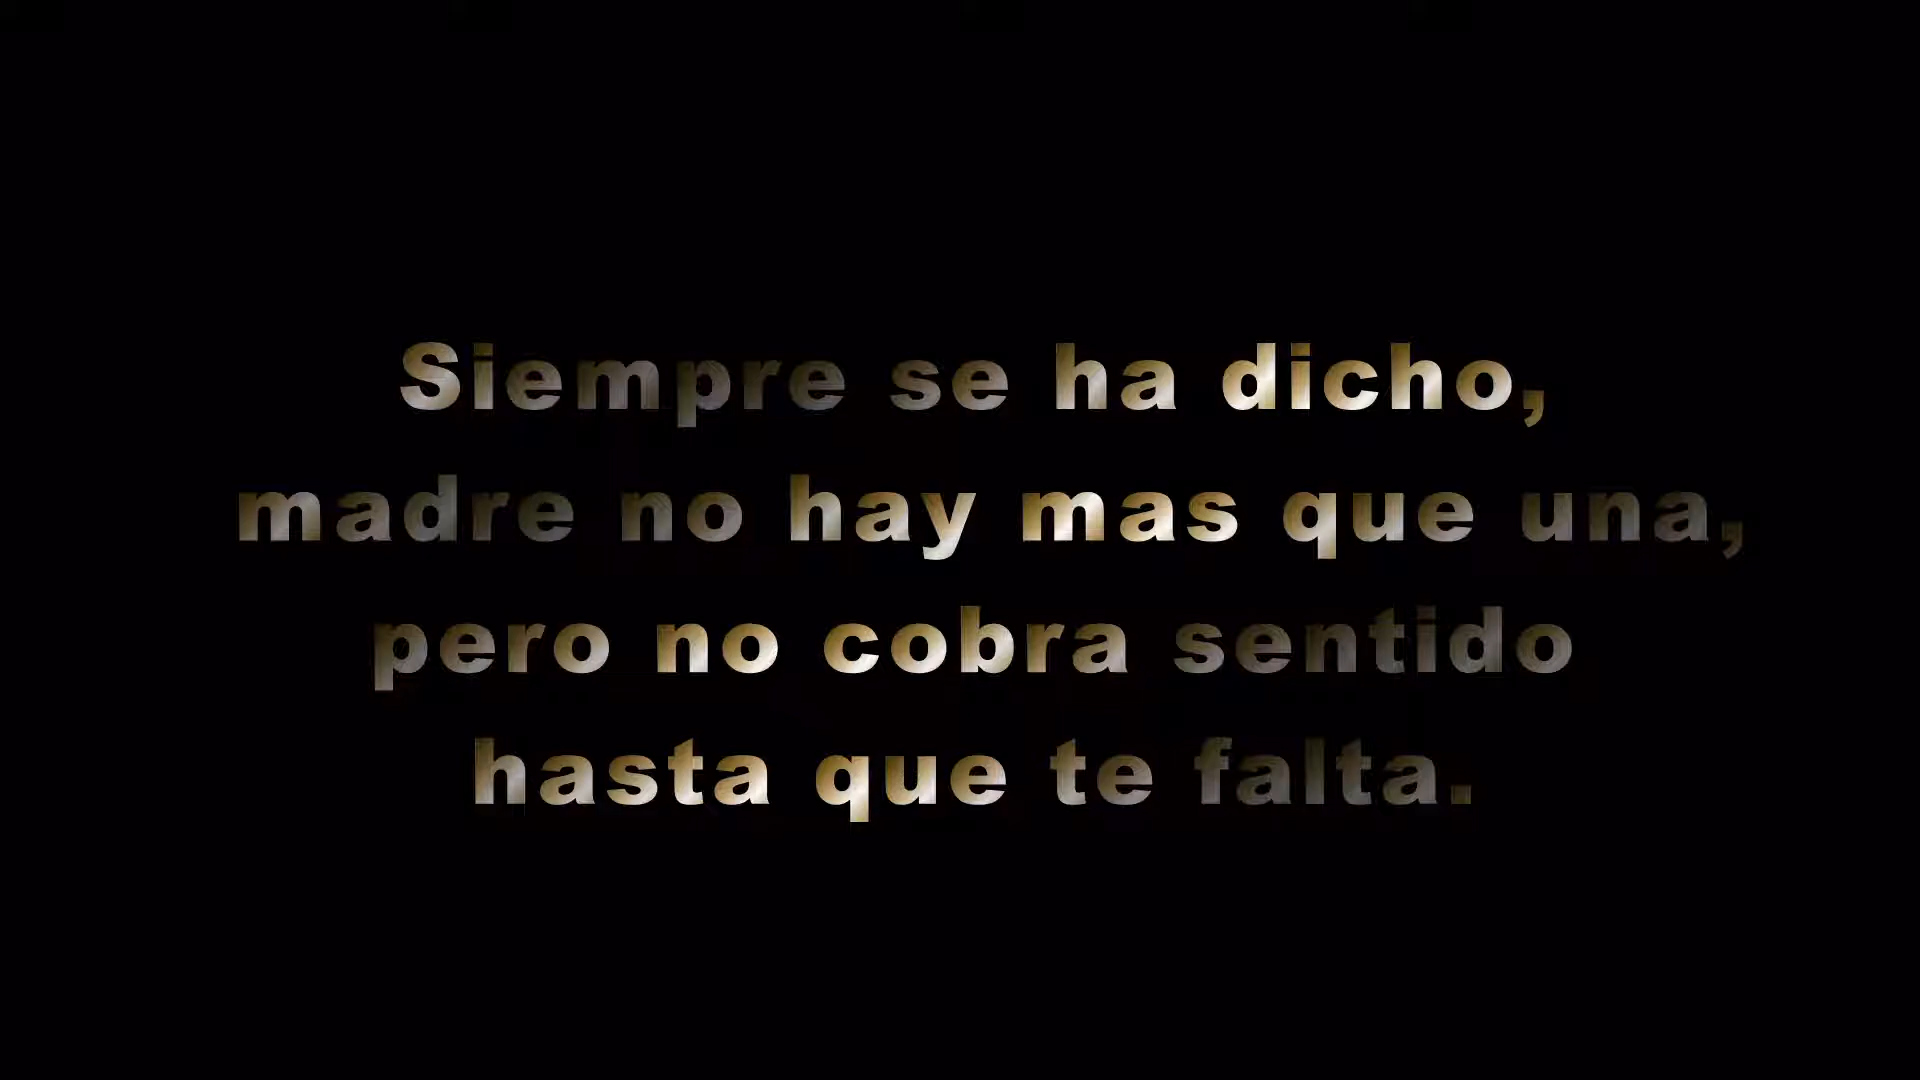 Siempre se ha dicho,
madre no hay mas que una,
pero no cobra sentido
hasta que te falta.